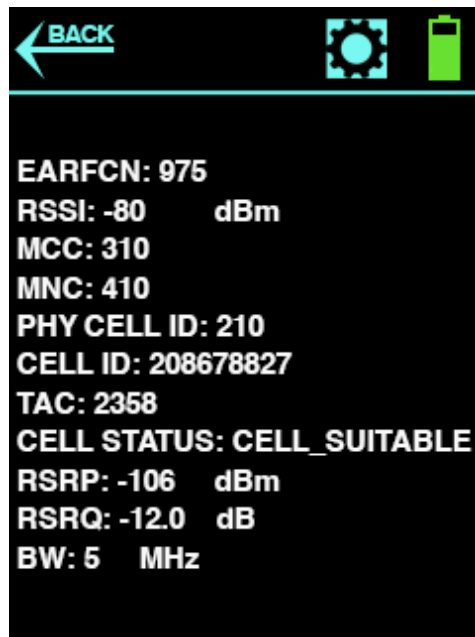 BACK
EARFCN: 975
RSSI: -80 dBm
MCC: 310
MNC: 410
PHY CELL ID: 210
CELL ID: 208678827
TAC: 2358
CELL STATUS: CELL_SUITABLE
RSRP: -106 dBm
RSRQ: -12.0 dB
BW: 5 MHz